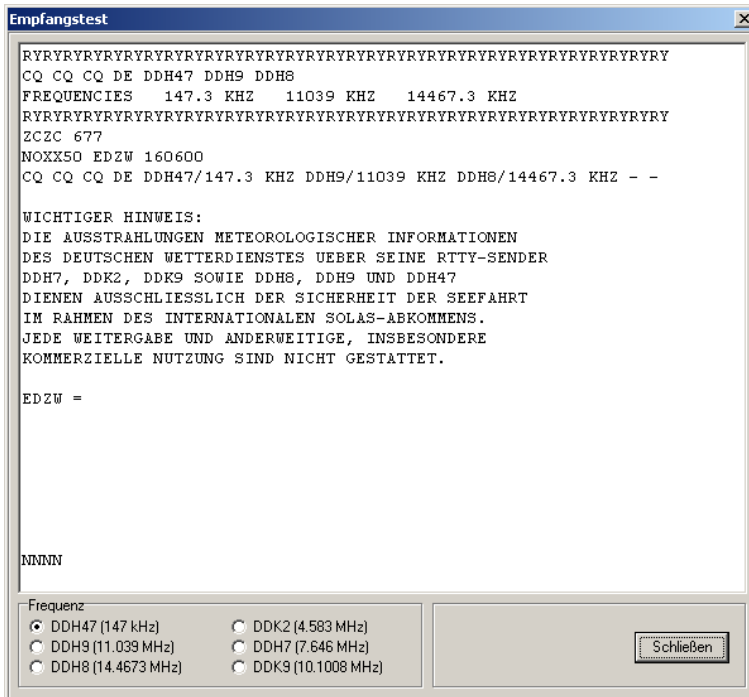 Empfangstest
RYRYRYRYRYRYRYRYRYRYRYRYRYRYRYRYRYRYRYRYRYRYRYRYRYRYRYRYRYRYRYRY
CQ CQ CQ DE DDH47 DDH9 DDH8
FREQUENCIES   147.3 KHZ   11039 KHZ   14467.3 KHZ
RYRYRYRYRYRYRYRYRYRYRYRYRYRYRYRYRYRYRYRYRYRYRYRYRYRYRYRYRYRYRYRY
ZCZC 677
NOXX50 EDZW 160600
CQ CQ CQ DE DDH47/147.3 KHZ DDH9/11039 KHZ DDH8/14467.3 KHZ - -
WICHTIGER HINWEIS:
DIE AUSSTRAHLUNGEN METEOROLOGISCHER INFORMATIONEN
DES DEUTSCHEN WETTERDIENSTES UEBER SEINE RTTY-SENDER
DDH7, DDK2, DDK9 SOWIE DDH8, DDH9 UND DDH47
DIENEN AUSSCHLIESSLICH DER SICHERHEIT DER SEEFAHRT
IM RAHMEN DES INTERNATIONALEN SOLAS-ABKOMMENS.
JEDE WEITERGABE UND ANDERWEITIGE, INSBESONDERE
KOMMERZIELLE NUTZUNG SIND NICHT GESTATTET.
EDZW =
NNNN
Frequenz
DDH47 (147 kHz)   DDK2 (4.583 MHz)
DDH9 (11.039 MHz)   DDH7 (7.646 MHz)
DDH8 (14.4673 MHz)   DDK9 (10.1008 MHz)
Schließen